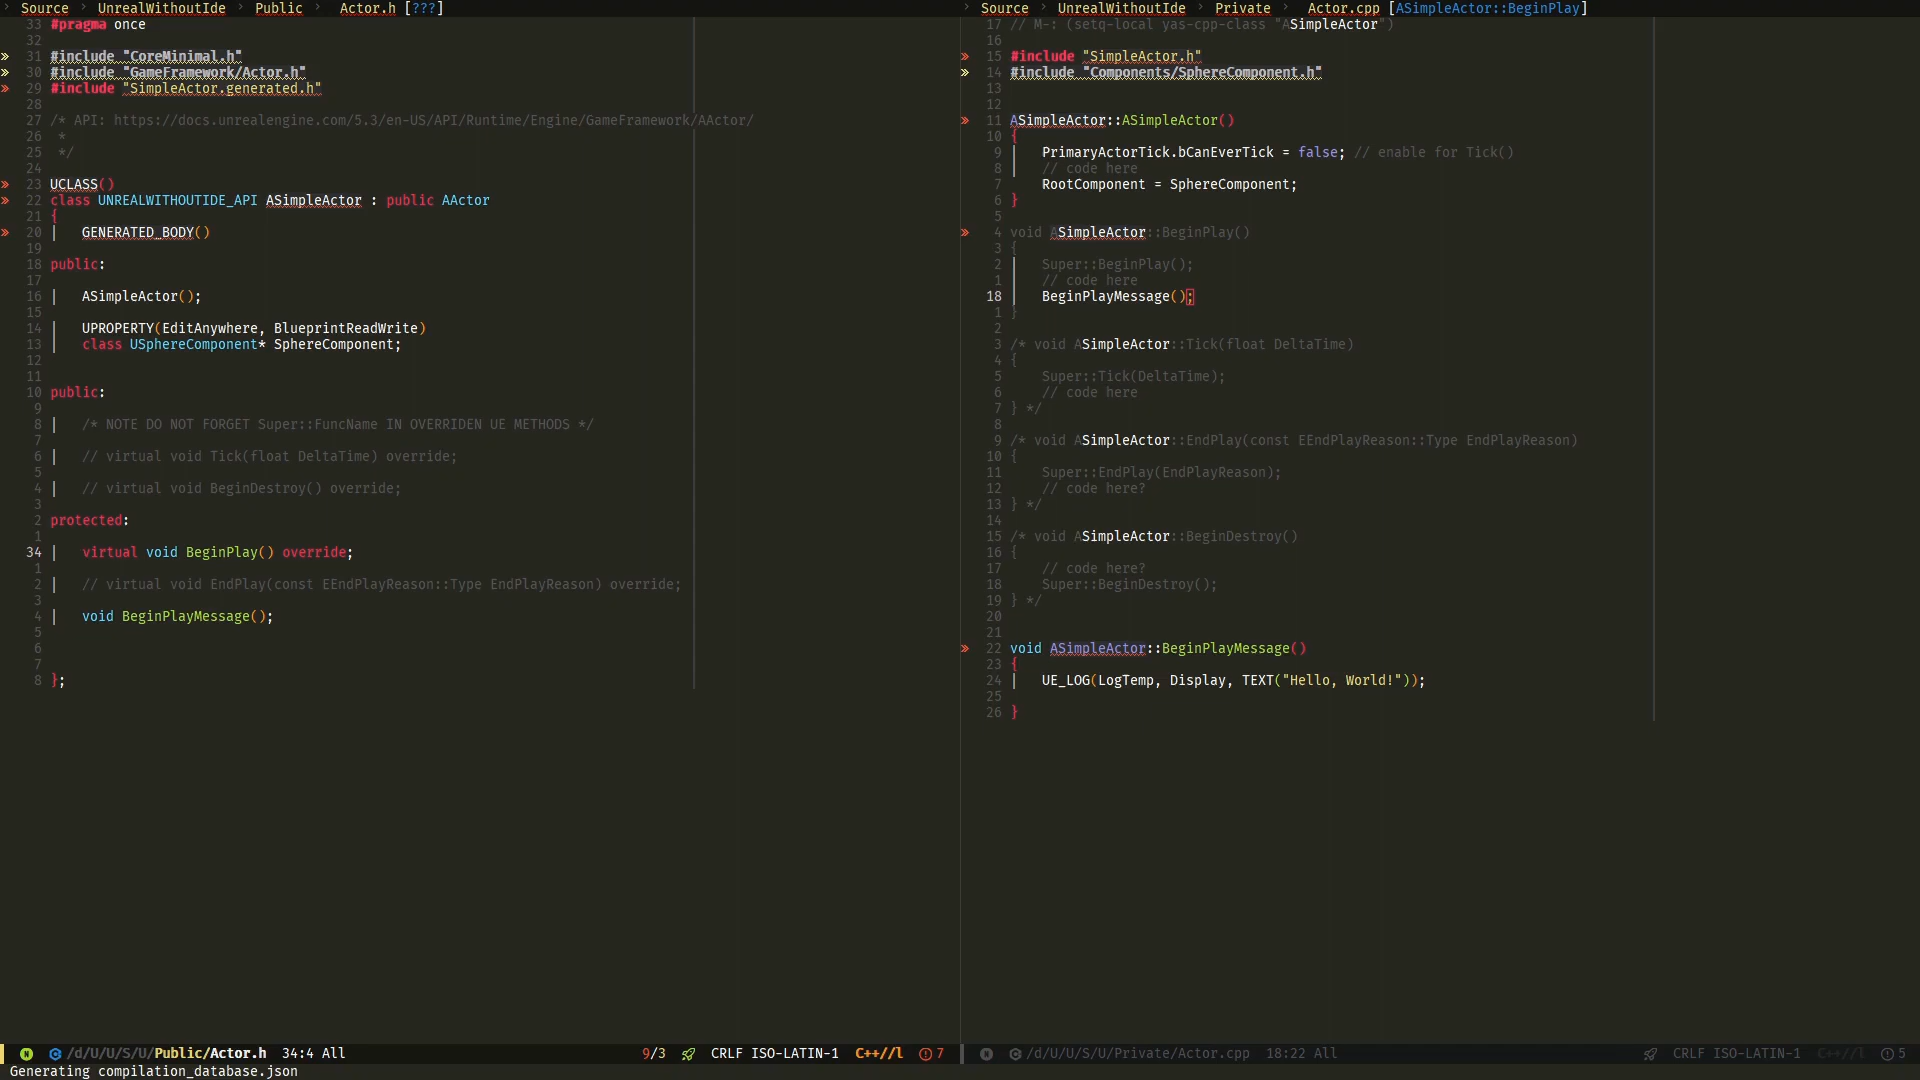 › Source › UnrealWithoutIde › Public › Actor.h [???]
33 #pragma once
32
» 31 #include "CoreMinimal.h"
» 30 #include "GameFramework/Actor.h"
» 29 #include "SimpleActor.generated.h"
28
27 /* API: https://docs.unrealengine.com/5.3/en-US/API/Runtime/Engine/GameFramework/AActor/
26  *
25  */
24
» 23 UCLASS()
» 22 class UNREALWITHOUTIDE_API ASimpleActor : public AActor
21 {
» 20 |   GENERATED_BODY()
19
18 public:
17
16 |   ASimpleActor();
15
14 |   UPROPERTY(EditAnywhere, BlueprintReadWrite)
13 |   class USphereComponent* SphereComponent;
12
11
10 public:
9
8 |   /* NOTE DO NOT FORGET Super::FuncName IN OVERRIDEN UE METHODS */
7
6 |   // virtual void Tick(float DeltaTime) override;
5
4 |   // virtual void BeginDestroy() override;
3
2 protected:
1
34 |   virtual void BeginPlay() override;
1
2 |   // virtual void EndPlay(const EEndPlayReason::Type EndPlayReason) override;
3
4 |   void BeginPlayMessage();
5
6
7
8 };
N /d/U/U/S/U/Public/Actor.h  34:4 All  9/3  CRLF ISO-LATIN-1  C++//l  7
› Source › UnrealWithoutIde › Private › Actor.cpp [ASimpleActor::BeginPlay]
17 // M-: (setq-local yas-cpp-class "ASimpleActor")
16
» 15 #include "SimpleActor.h"
» 14 #include "Components/SphereComponent.h"
13
12
» 11 ASimpleActor::ASimpleActor()
10 {
9 |   PrimaryActorTick.bCanEverTick = false; // enable for Tick()
8 |   // code here
7     RootComponent = SphereComponent;
6 }
5
» 4 void ASimpleActor::BeginPlay()
3 {
2 |   Super::BeginPlay();
1 |   // code here
18 |   BeginPlayMessage();
1 }
2
3 /* void ASimpleActor::Tick(float DeltaTime)
4 {
5     Super::Tick(DeltaTime);
6     // code here
7 } */
8
9 /* void ASimpleActor::EndPlay(const EEndPlayReason::Type EndPlayReason)
10 {
11     Super::EndPlay(EndPlayReason);
12     // code here?
13 } */
14
15 /* void ASimpleActor::BeginDestroy()
16 {
17     // code here?
18     Super::BeginDestroy();
19 } */
20
21
» 22 void ASimpleActor::BeginPlayMessage()
23 {
24 |   UE_LOG(LogTemp, Display, TEXT("Hello, World!"));
25
26 }
N /d/U/U/S/U/Private/Actor.cpp  18:22 All  CRLF ISO-LATIN-1  C++//l  5
Generating compilation_database.json